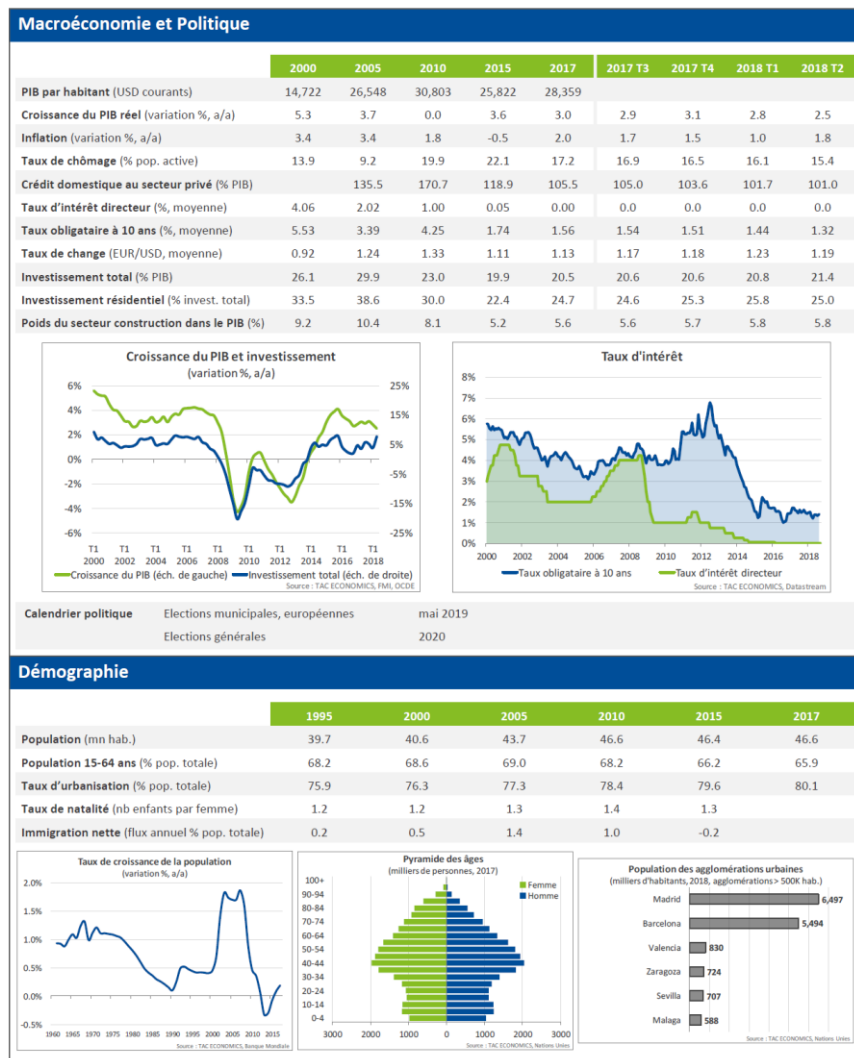 Macroéconomie et Politique
2000 2005 2010 2015 2017 2017 T3 2017 T4 2018 T1 2018 T2
PIB par habitant (USD courants) 14,722 26,548 30,803 25,822 28,359
Croissance du PIB réel (variation %, a/a) 5.3 3.7 0.0 3.6 3.0 2.9 3.1 2.8 2.5
Inflation (variation %, a/a) 3.4 3.4 1.8 -0.5 2.0 1.7 1.5 1.0 1.8
Taux de chômage (% pop. active) 13.9 9.2 19.9 22.1 17.2 16.9 16.5 16.1 15.4
Crédit domestique au secteur privé (% PIB) 135.5 170.7 118.9 105.5 105.0 103.6 101.7 101.0
Taux d'intérêt directeur (%, moyenne) 4.06 2.02 1.00 0.05 0.00 0.0 0.0 0.0 0.0
Taux obligataire à 10 ans (%, moyenne) 5.53 3.39 4.25 1.74 1.56 1.54 1.51 1.44 1.32
Taux de change (EUR/USD, moyenne) 0.92 1.24 1.33 1.11 1.13 1.17 1.18 1.23 1.19
Investissement total (% PIB) 26.1 29.9 23.0 19.9 20.5 20.6 20.6 20.8 21.4
Investissement résidentiel (% invest. total) 33.5 38.6 30.0 22.4 24.7 24.6 25.3 25.8 25.0
Poids du secteur construction dans le PIB (%) 9.2 10.4 8.1 5.2 5.6 5.6 5.7 5.8 5.8
Croissance du PIB et investissement
(variation %, a/a)
6% 25%
4% 15%
2% 5%
0%
-5%
-2%
-4% -15%
-6% -25%
T1 T1 T1 T1 T1 T1 T1 T1 T1 T1
2000 2002 2004 2006 2008 2010 2012 2014 2016 2018
Croissance du PIB (éch. de gauche) Investissement total (éch. de droite)
Source : TAC ECONOMICS, FMI, OCDE
Taux d'intérêt
8%
7%
6%
5%
4%
3%
2%
1%
0%
2000 2002 2004 2006 2008 2010 2012 2014 2016 2018
Taux obligataire à 10 ans Taux d'intérêt directeur
Source : TAC ECONOMICS, Datastream
Calendrier politique Elections municipales, européennes mai 2019
Elections générales 2020
Démographie
1995 2000 2005 2010 2015 2017
Population (mn hab.) 39.7 40.6 43.7 46.6 46.4 46.6
Population 15-64 ans (% pop. totale) 68.2 68.6 69.0 68.2 66.2 65.9
Taux d'urbanisation (% pop. totale) 75.9 76.3 77.3 78.4 79.6 80.1
Taux de natalité (nb enfants par femme) 1.2 1.2 1.3 1.4 1.3
Immigration nette (flux annuel % pop. totale) 0.2 0.5 1.4 1.0 -0.2
Taux de croissance de la population
(variation %, a/a)
2.0%
1.5%
1.0%
0.5%
0.0%
-0.5%
1960 1965 1970 1975 1980 1985 1990 1995 2000 2005 2010 2015
Source : TAC ECONOMICS, Banque Mondiale
Pyramide des âges
(milliers de personnes, 2017)
Femme
Homme
100+
90-94
80-84
70-74
60-64
50-54
40-44
30-34
20-24
10-14
0-4
3000 2000 1000 0 1000 2000 3000
Source : TAC ECONOMICS, Nations Unies
Population des agglomérations urbaines
(milliers d'habitants, 2018, agglomérations > 500K hab.)
Madrid 6,497
Barcelona 5,494
Valencia 830
Zaragoza 724
Sevilla 707
Malaga 588
Source : TAC ECONOMICS, Nations Unies